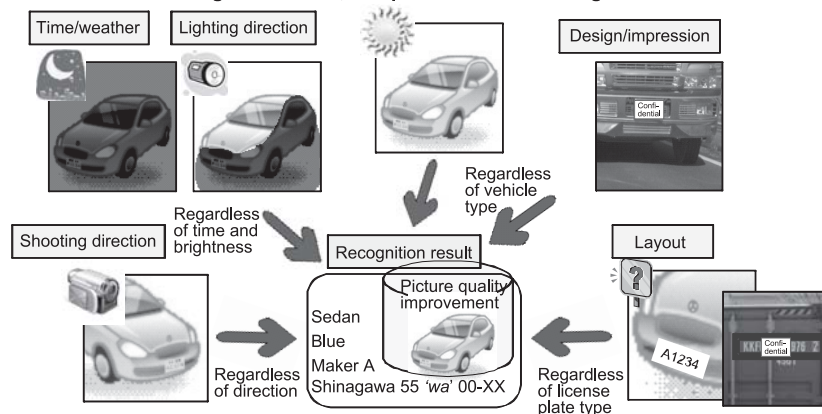 Time/weather
Lighting direction
Design/impression
Confi-
dential
Regardless
of vehicle
type
Regardless
of time and
brightness
Shooting direction
Recognition result
Layout
Picture quality
improvement
Sedan
Blue
Maker A
Shinagawa 55 ‘wa’ 00-XX
Regardless
of direction
Regardless
of license
plate type
?
A1234
Confi-
dential